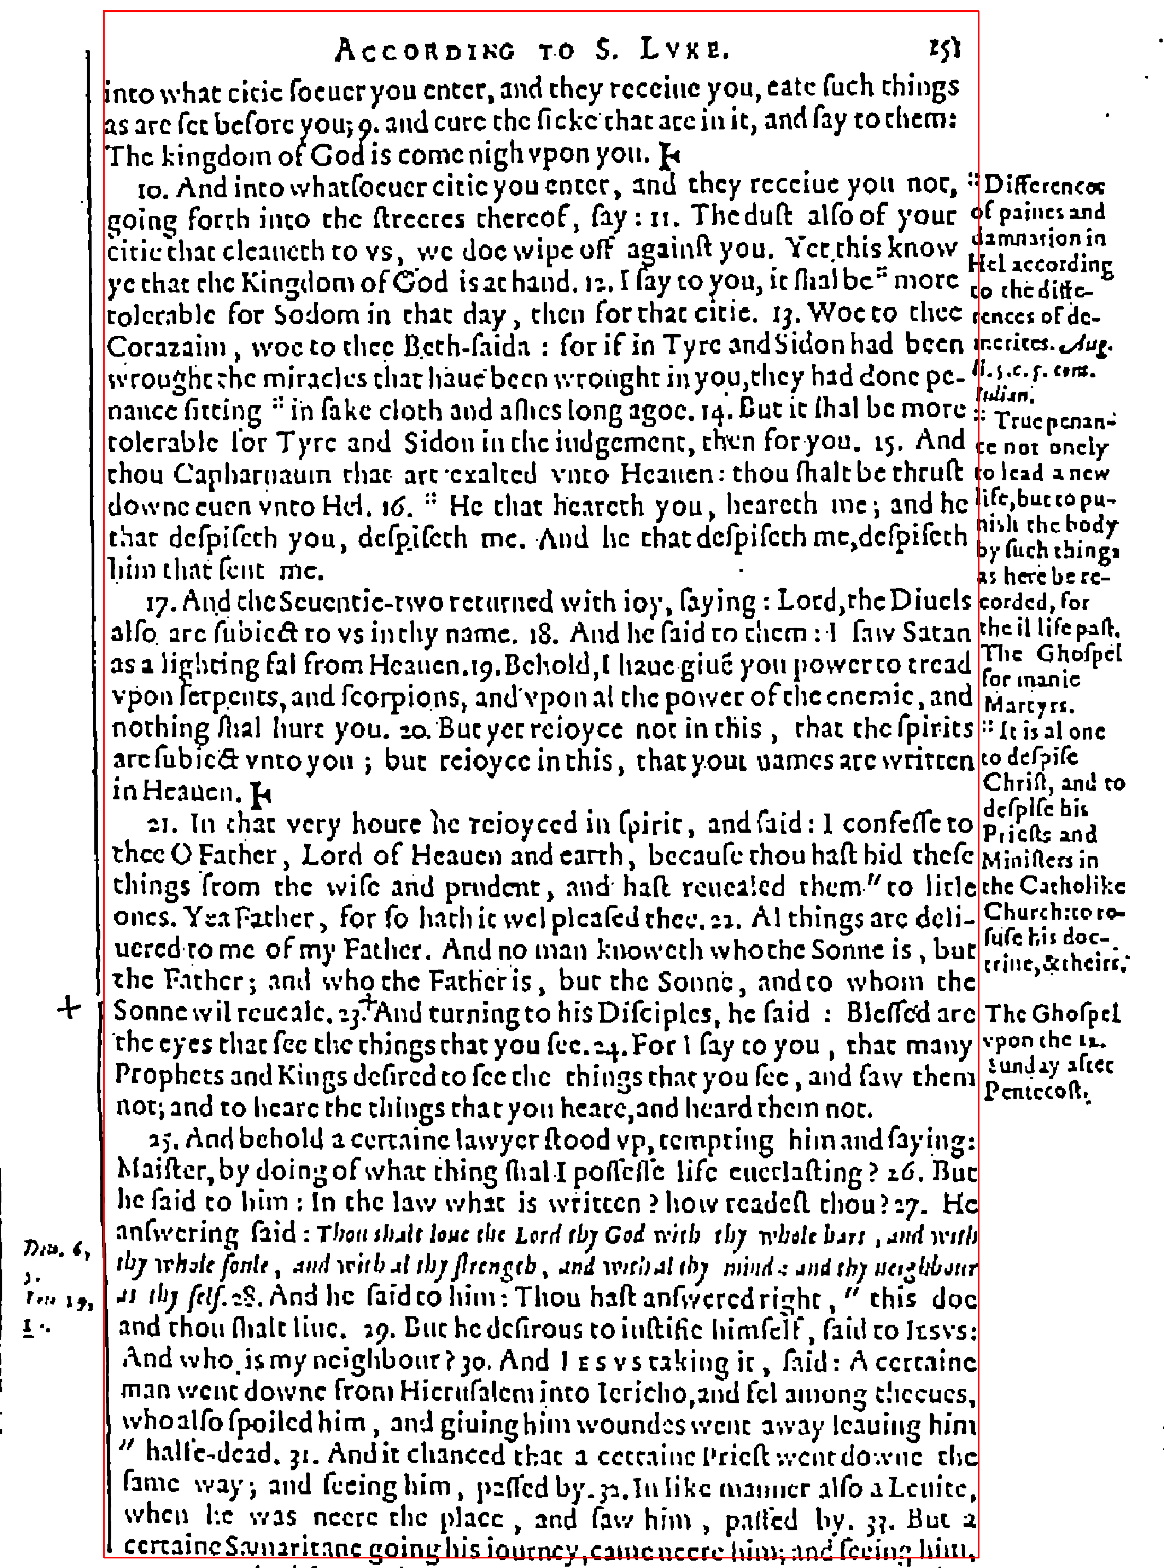 ACCORDING TO S. LVKE. 151
into what citie ſoeuer you enter, and they receiue you, eate ſuch things
as are ſet before you; 9. and cure the ſicke that are in it, and ſay to them:
The kingdom of God is come nigh vpon you.
10. And into whatſoeuer citie you enter, and they receiue you not,
going forth into the ſtreetes thereof, ſay: 11. The duſt alſo of your
citie that cleaueth to vs, we doe wipe off againſt you. Yet this know
ye that the Kingdom of God is at hand. 12. I ſay to you, it ſhal be :: more
tolerable for Sodom in that day, then for that citie. 13. Woe to thee
Corazaim, woe to thee Beth-ſaida: for if in Tyre and Sidon had been
wrought the miracles that haue been wrought in you, they had done pe-
nance ſitting :: in ſake cloth and aſhes long agoe. 14. But it ſhal be more
tolerable for Tyre and Sidon in the iudgement, then for you. 15. And
thou Capharnaum that art exalted vnto Heauen: thou ſhalt be thruſt
downe euen vnto Hel. 16. :: He that heareth you, heareth me; and he
that deſpiſeth you, deſpiſeth me. And he that deſpiſeth me, deſpiſeth
him that ſent me.
17. And the Seuentie-two returned with ioy, ſaying: Lord, the Diuels
alſo are ſubiect to vs in thy name. 18. And he ſaid to them: I ſaw Satan
as a lighting fal from Heauen. 19. Behold, I haue giuē you power to tread
vpon ſerpents, and ſcorpions, and vpon al the power of the enemie, and
nothing ſhal hurt you. 20. But yet reioyce not in this, that the ſpirits
are ſubiect vnto you; but reioyce in this, that your names are written
in Heauen.
21. In that very houre he reioyced in ſpirit, and ſaid: I confeſſe to
thee O Father, Lord of Heauen and earth, becauſe thou haſt hid theſe
things from the wiſe and prudent, and haſt reuealed them " to litle
ones. Yea Father, for ſo hath it wel pleaſed thee. 22. Al things are deli-
uered to me of my Father. And no man knoweth who the Sonne is, but
the Father; and who the Father is, but the Sonne, and to whom the
Sonne wil reueale. 23. + And turning to his Diſciples, he ſaid: Bleſſed are
the eyes that ſee the things that you ſee. 24. For I ſay to you, that many
Prophets and Kings deſired to ſee the things that you ſee, and ſaw them
not; and to heare the things that you heare, and heard them not.
25. And behold a certaine lawyer ſtood vp, tempting him and ſaying:
Maiſter, by doing of what thing ſhal I poſſeſſe life euerlaſting? 26. But
he ſaid to him: In the law what is written? how readeſt thou? 27. He
anſwering ſaid: Thou shalt loue the Lord thy God with thy whole hart, and with
thy whole ſoule, and with al thy ſtrength, and with al thy minde: and thy neighbour
as thy ſelf. 28. And he ſaid to him: Thou haſt anſwered right, " this doe
and thou ſhalt liue. 29. But he deſirous to iuſtifie himſelf, ſaid to IESVS:
And who is my neighbour? 30. And IESVS taking it, ſaid: A certaine
man went downe from Hieruſalem into Iericho, and fel among theeues,
who alſo ſpoiled him, and giuing him woundes went away leauing him
" halfe-dead. 31. And it chanced that a certaine Prieſt went downe the
ſame way; and ſeeing him, paſſed by. 32. In like manner alſo a Leuite,
when he was neere the place, and ſaw him, paſſed by. 33. But a
certaine Samaritane going his iourney, came neere him; and ſeeing him,
:: Differences
of paines and
damnation in
Hel according
to the diffe-
rences of de-
merites. Aug.
li. 5. c. 5. cont.
Iulian.
:: True penan-
ce not onely
to lead a new
life, but to pu-
nish the body
by ſuch things
as here be re-
corded, for
the il life paſt.
The Ghoſpel
for manie
Martyrs.
:: It is al one
to deſpiſe
Chriſt, and to
deſpiſe his
Prieſts and
Miniſters in
the Catholike
Church: to re-
fuſe his doc-
trine, & theirs.
+
The Ghoſpel
vpon the 12.
Sunday after
Pentecoſt.
Deu. 6,
5.
19,